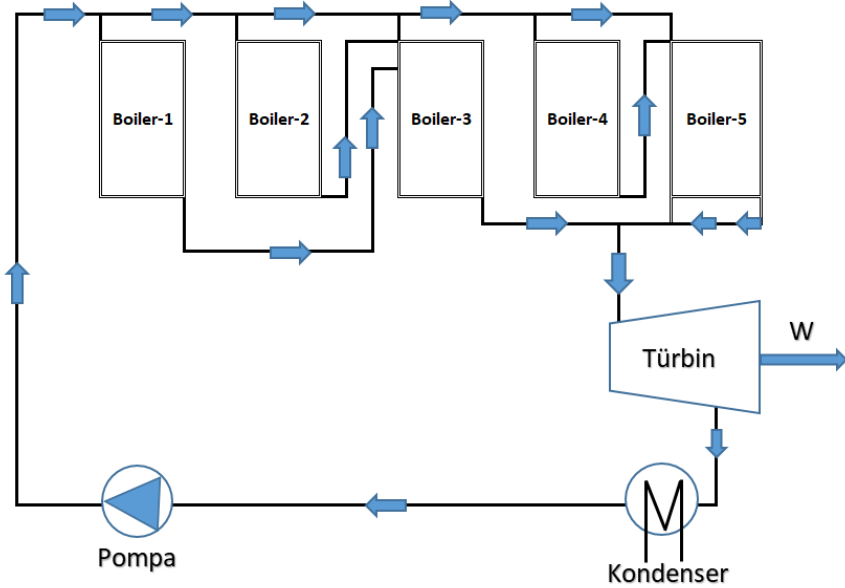 Boiler-1
Boiler-2
Boiler-3
Boiler-4
Boiler-5
Türbin
W
Pompa
Kondenser